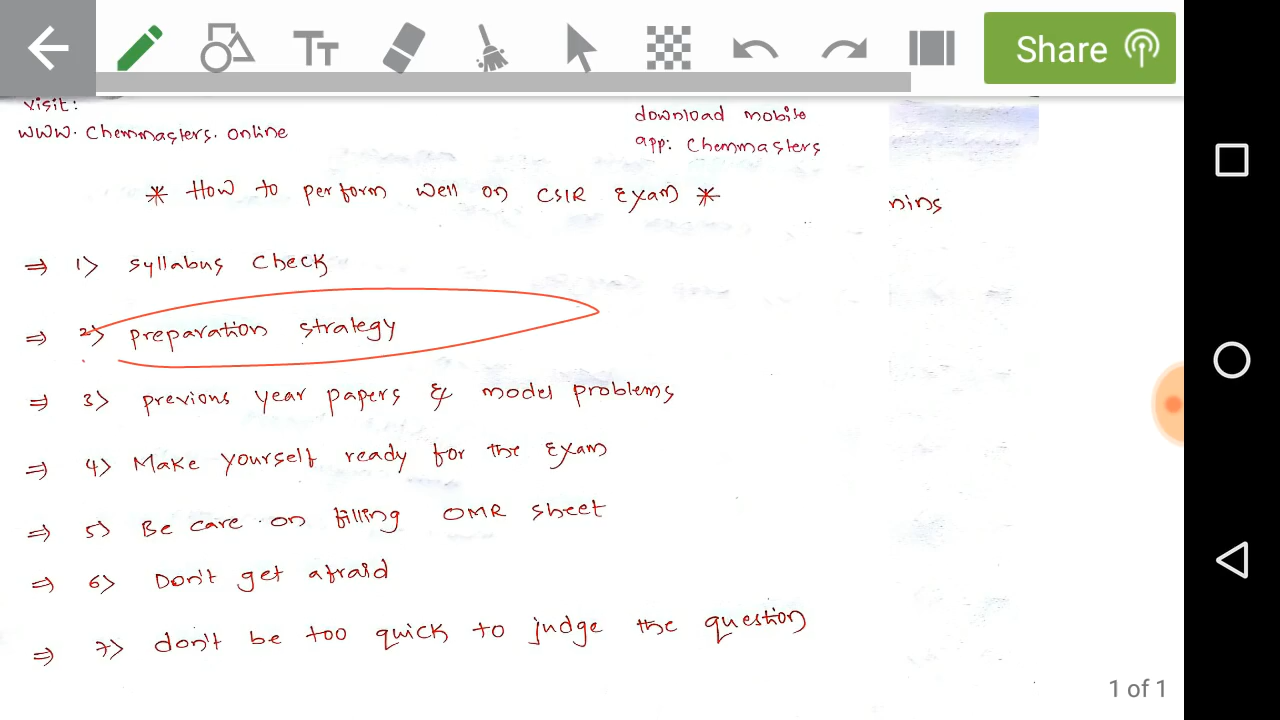 Share
visit:
www.Chemmasters.online
download mobile
app: Chemmasters
* How to perform well on CSIR Exam *
nins
⇒ 1> syllabus check
⇒ 2> preparation strategy
⇒ 3> previous year papers & model problems
⇒ 4> Make yourself ready for the Exam
⇒ 5> Be care on filling OMR sheet
⇒ 6> Don't get afraid
⇒ 7> don't be too quick to judge the question
1 of 1